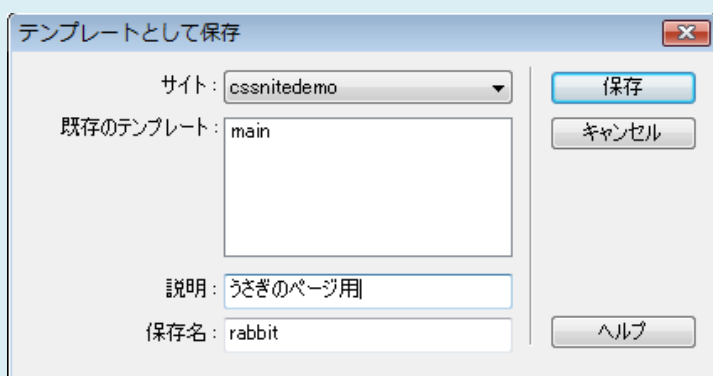 テンプレートとして保存
サイト: cssnitedemo
保存
既存のテンプレート: main
キャンセル
説明: うさぎのページ用
保存名: rabbit
ヘルプ